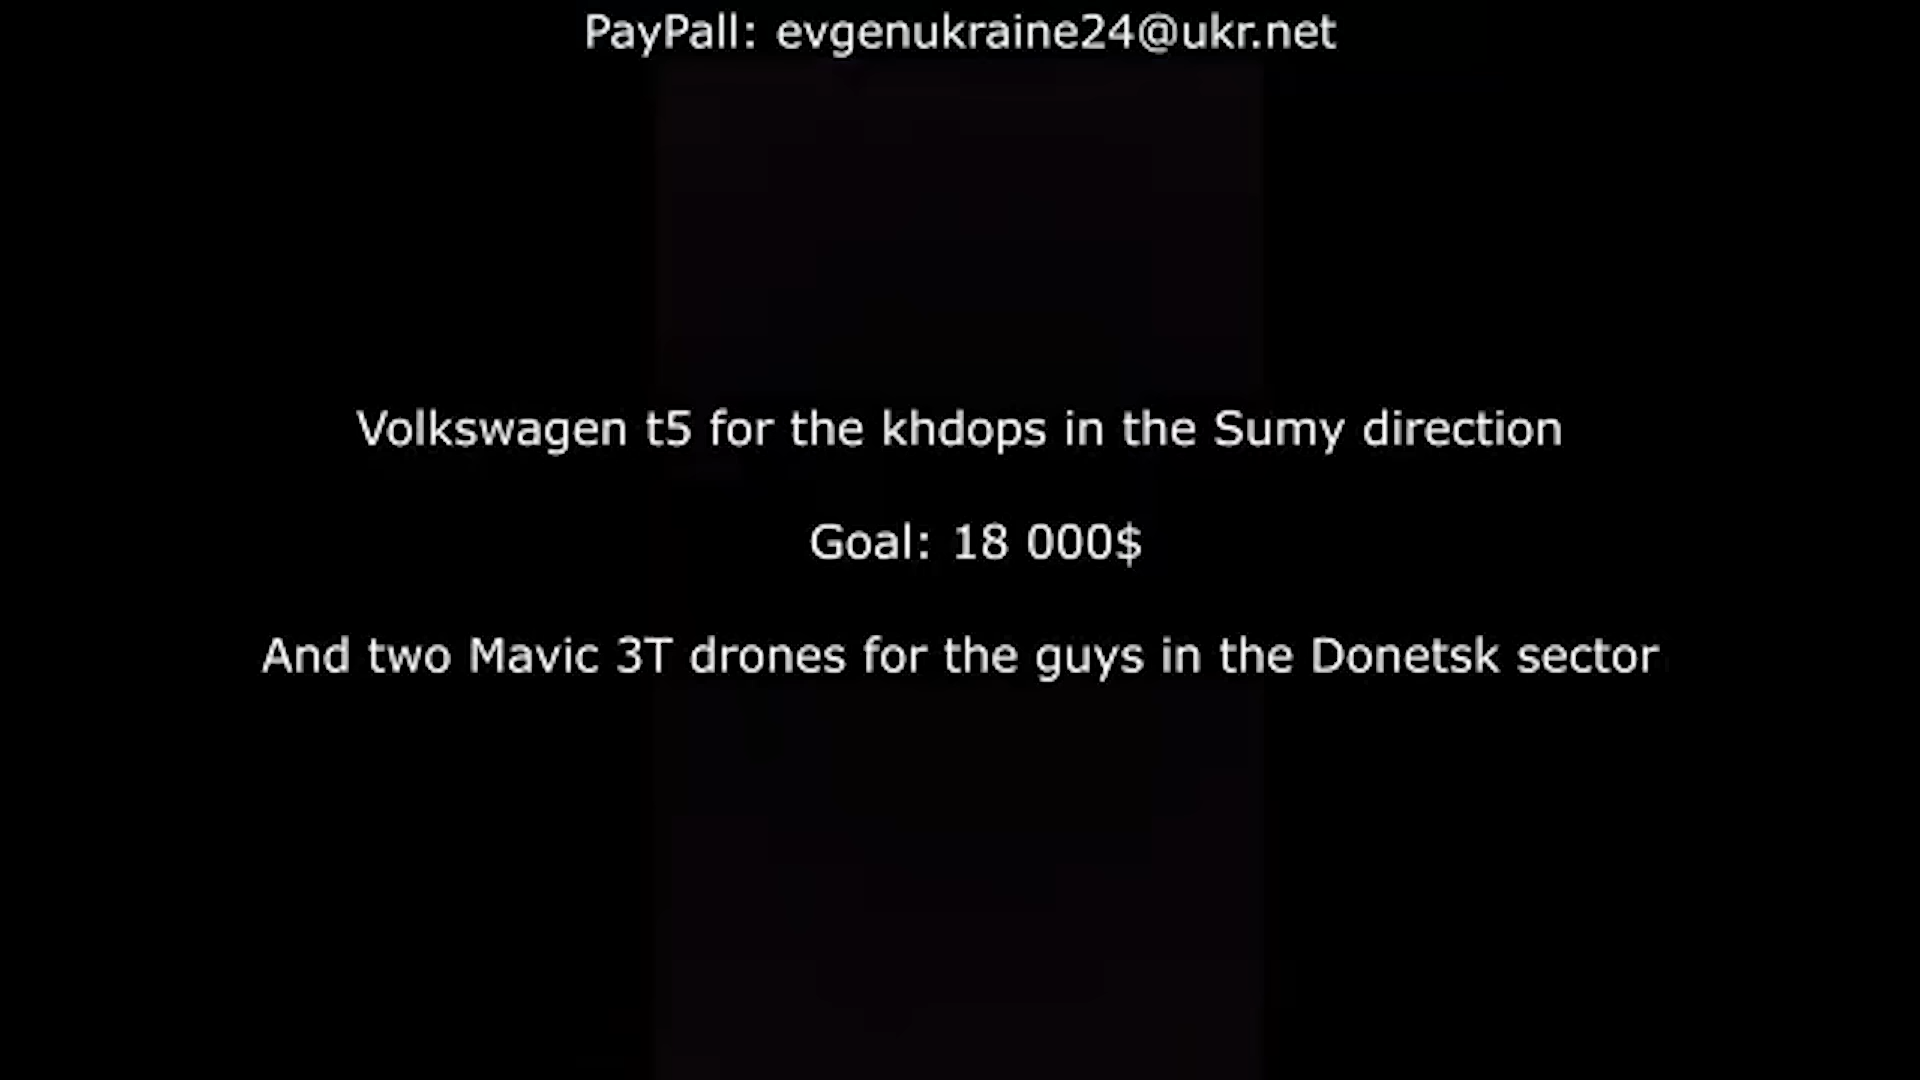 PayPall: evgenukraine24@ukr.net
Volkswagen t5 for the khdops in the Sumy direction
Goal: 18 000$
And two Mavic 3T drones for the guys in the Donetsk sector